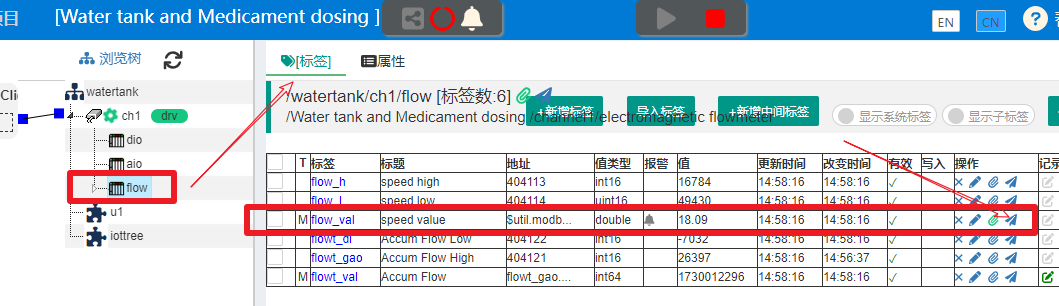 项目
[Water tank and Medicament dosing ]
EN
CN
?
浏览树
[标签]
属性
Clie
watertank
ch1
drv
dio
aio
flow
u1
iottree
/watertank/ch1/flow [标签数:6]
/Water tank and Medicament dosing /channel1/electromagnetic flowmeter
+新增标签
导入标签
+新增中间标签
显示系统标签
显示子标签
T 标签 标题 地址 值类型 报警 值 更新时间 改变时间 有效 写入 操作 记录
flow_h speed high 404113 int16 16784 14:58:16 14:58:16 ✓
flow_l speed low 404114 uint16 49430 14:58:16 14:58:16 ✓
M flow_val speed value $util.modb... double 18.09 14:58:16 14:58:16 ✓
flowt_di Accum Flow Low 404122 int16 -7032 14:58:16 14:58:16 ✓
flowt_gao Accum Flow High 404121 int16 26397 14:58:16 14:56:37 ✓
M flowt_val Accum Flow flowt_gao.... int64 1730012296 14:58:16 14:58:16 ✓